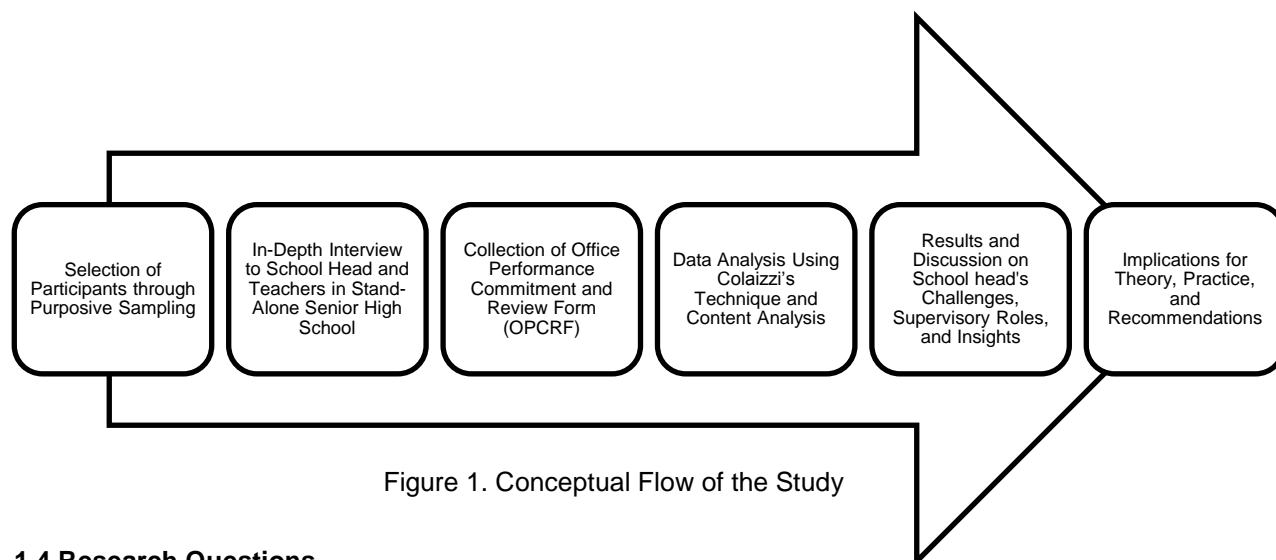 Selection of
Participants through
Purposive Sampling
In-Depth Interview
to School Head and
Teachers in Stand-
Alone Senior High
School
Collection of Office
Performance
Commitment and
Review Form
(OPCRF)
Data Analysis Using
Colaizzi's
Technique and
Content Analysis
Results and
Discussion on
School head's
Challenges,
Supervisory Roles,
and Insights
Implications for
Theory, Practice,
and
Recommendations
Figure 1. Conceptual Flow of the Study
1.4 Research Questions